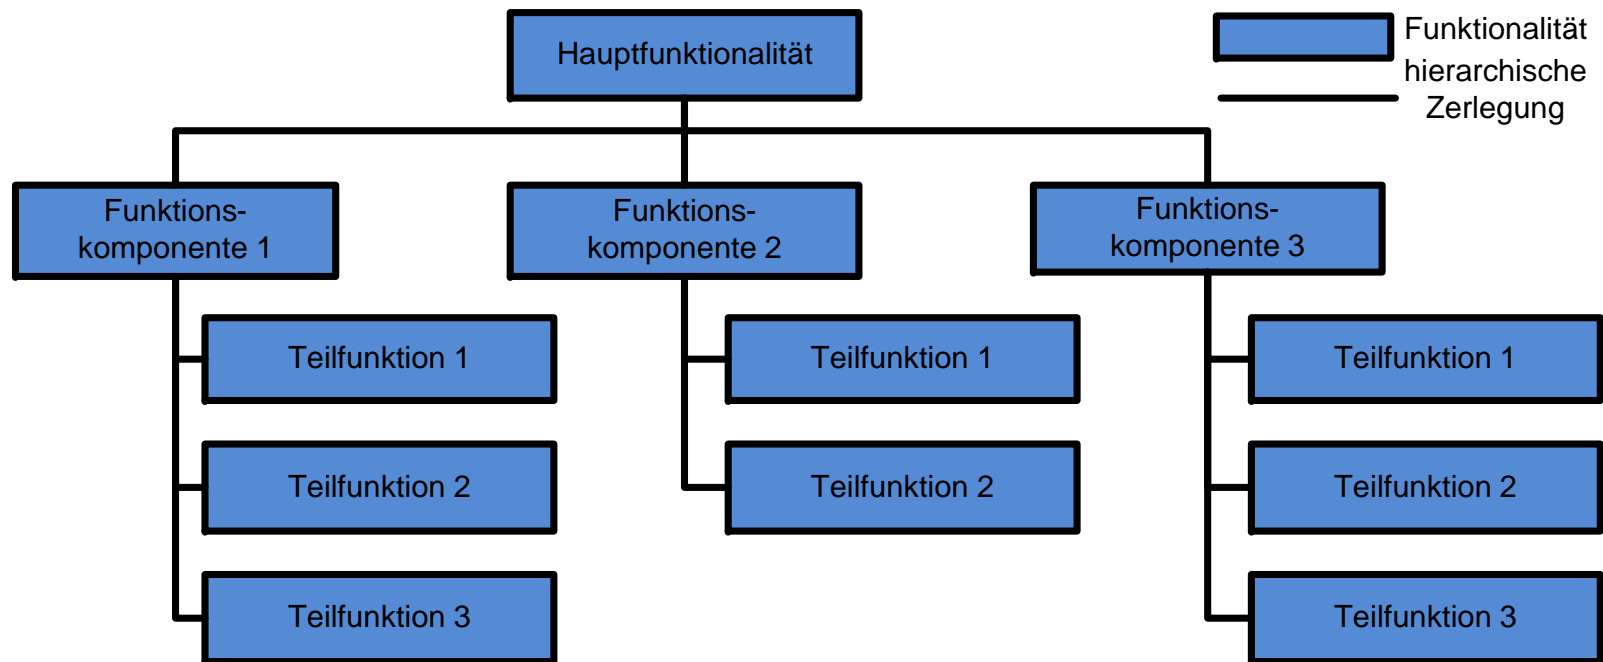 Hauptfunktionalität
Funktionalität
hierarchische
Zerlegung
Funktions-
komponente 1
Funktions-
komponente 2
Funktions-
komponente 3
Teilfunktion 1
Teilfunktion 1
Teilfunktion 1
Teilfunktion 2
Teilfunktion 2
Teilfunktion 2
Teilfunktion 3
Teilfunktion 3